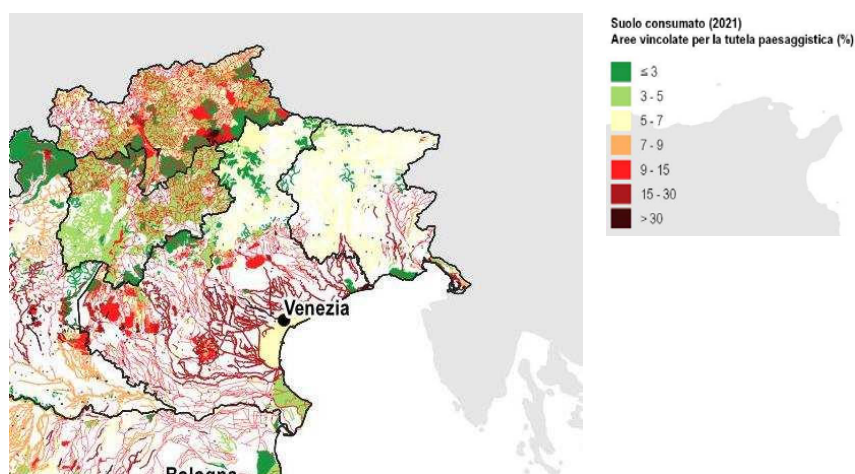 Suolo consumato (2021)
Aree vincolate per la tutela paesaggistica (%)
≤ 3
3 - 5
5 - 7
7 - 9
9 - 15
15 - 30
> 30
Venezia
Bologna